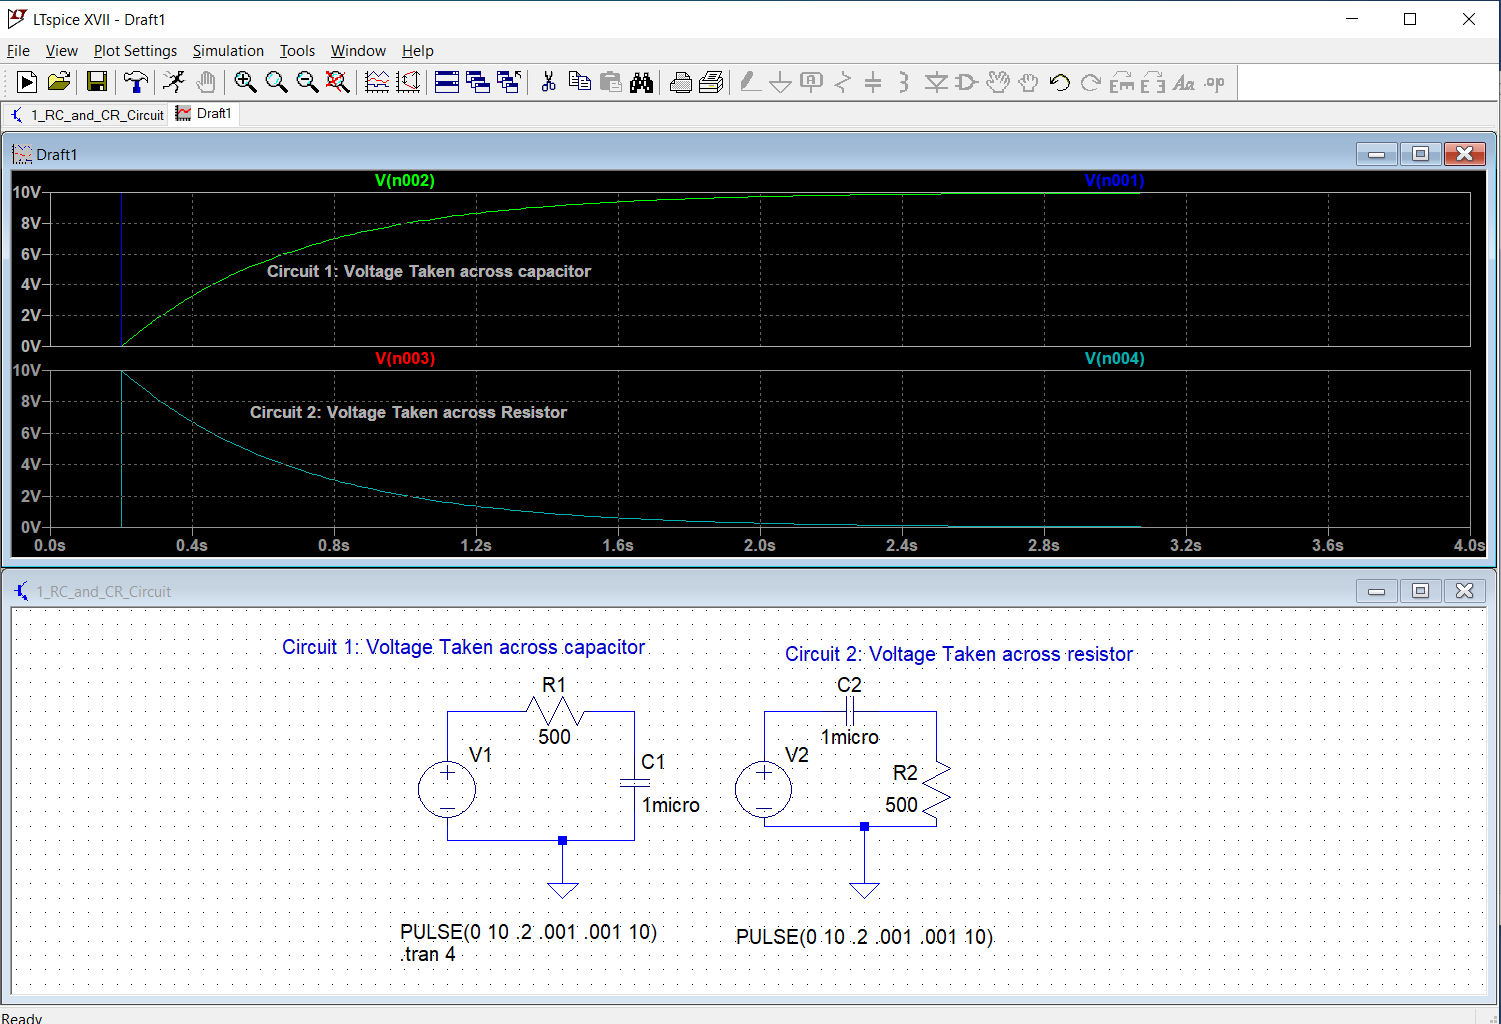 LTspice XVII - Draft1
File View Plot Settings Simulation Tools Window Help
1_RC_and_CR_Circuit Draft1
Draft1
V(n002) V(n001)
10V
8V
6V
Circuit 1: Voltage Taken across capacitor
4V
2V
0V
V(n003) V(n004)
10V
8V
Circuit 2: Voltage Taken across Resistor
6V
4V
2V
0V
0.0s 0.4s 0.8s 1.2s 1.6s 2.0s 2.4s 2.8s 3.2s 3.6s 4.0s
1_RC_and_CR_Circuit
Circuit 1: Voltage Taken across capacitor
Circuit 2: Voltage Taken across resistor
R1
500
V1
C1
1micro
C2
1micro
V2
R2
500
PULSE(0 10 .2 .001 .001 10)
.tran 4
PULSE(0 10 .2 .001 .001 10)
Ready